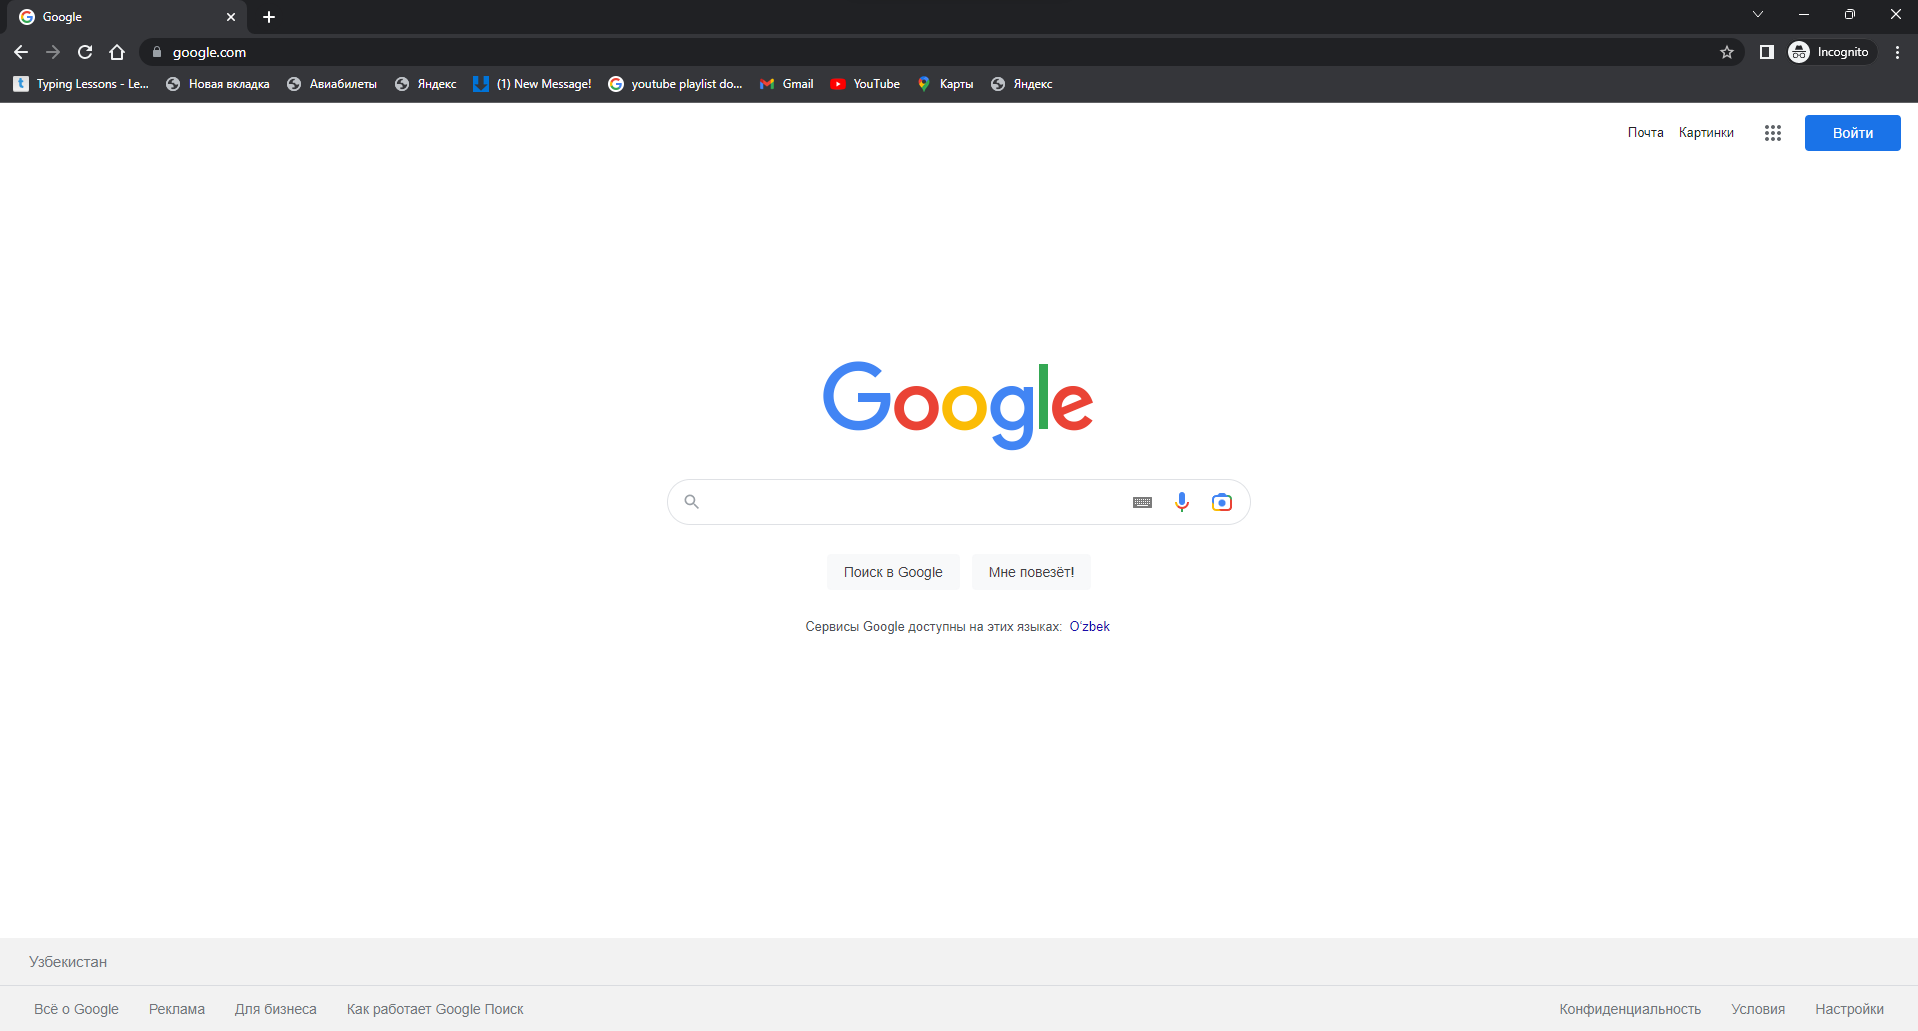 Google
google.com
Incognito
Typing Lessons - Le...
Новая вкладка
Авиабилеты
Яндекс
(1) New Message!
youtube playlist do...
Gmail
YouTube
Карты
Яндекс
Почта
Картинки
Войти
Google
Поиск в Google
Мне повезёт!
Сервисы Google доступны на этих языках: Oʻzbek
Узбекистан
Всё о Google
Реклама
Для бизнеса
Как работает Google Поиск
Конфиденциальность
Условия
Настройки